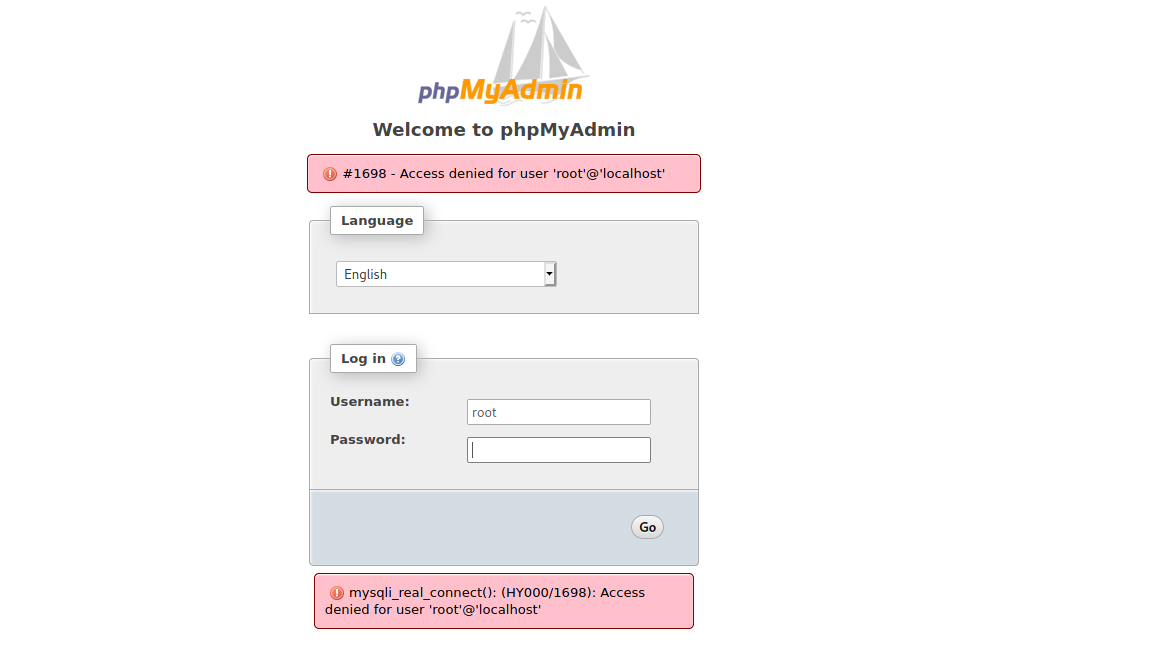 phpMyAdmin
Welcome to phpMyAdmin
#1698 - Access denied for user 'root'@'localhost'
Language
English
Log in
Username:
root
Password:
Go
mysqli_real_connect(): (HY000/1698): Access
denied for user 'root'@'localhost'